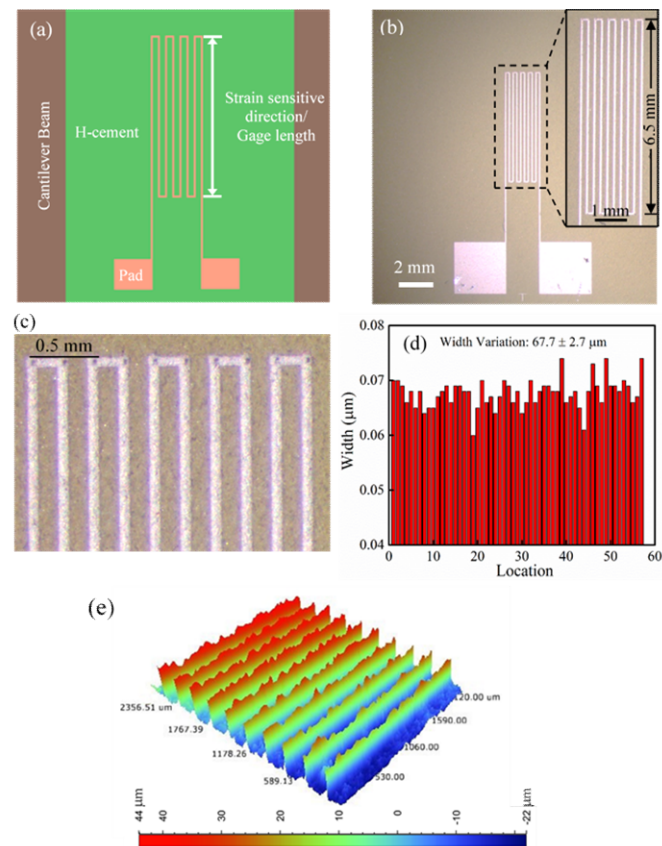 (a)
Cantilever Beam
H-cement
Strain sensitive
direction/
Gage length
Pad
(b)
6.5 mm
1 mm
2 mm
T
(c)
0.5 mm
(d)
Width Variation: 67.7 ± 2.7 μm
Width (μm)
0.08
0.07
0.06
0.05
0.04
0 10 20 30 40 50 60
Location
(e)
2356.51 um
1767.39
1178.26
589.13
20.00 um
1590.00
1060.00
530.00
44 μm
40
30
20
10
0
-10
-22 μm